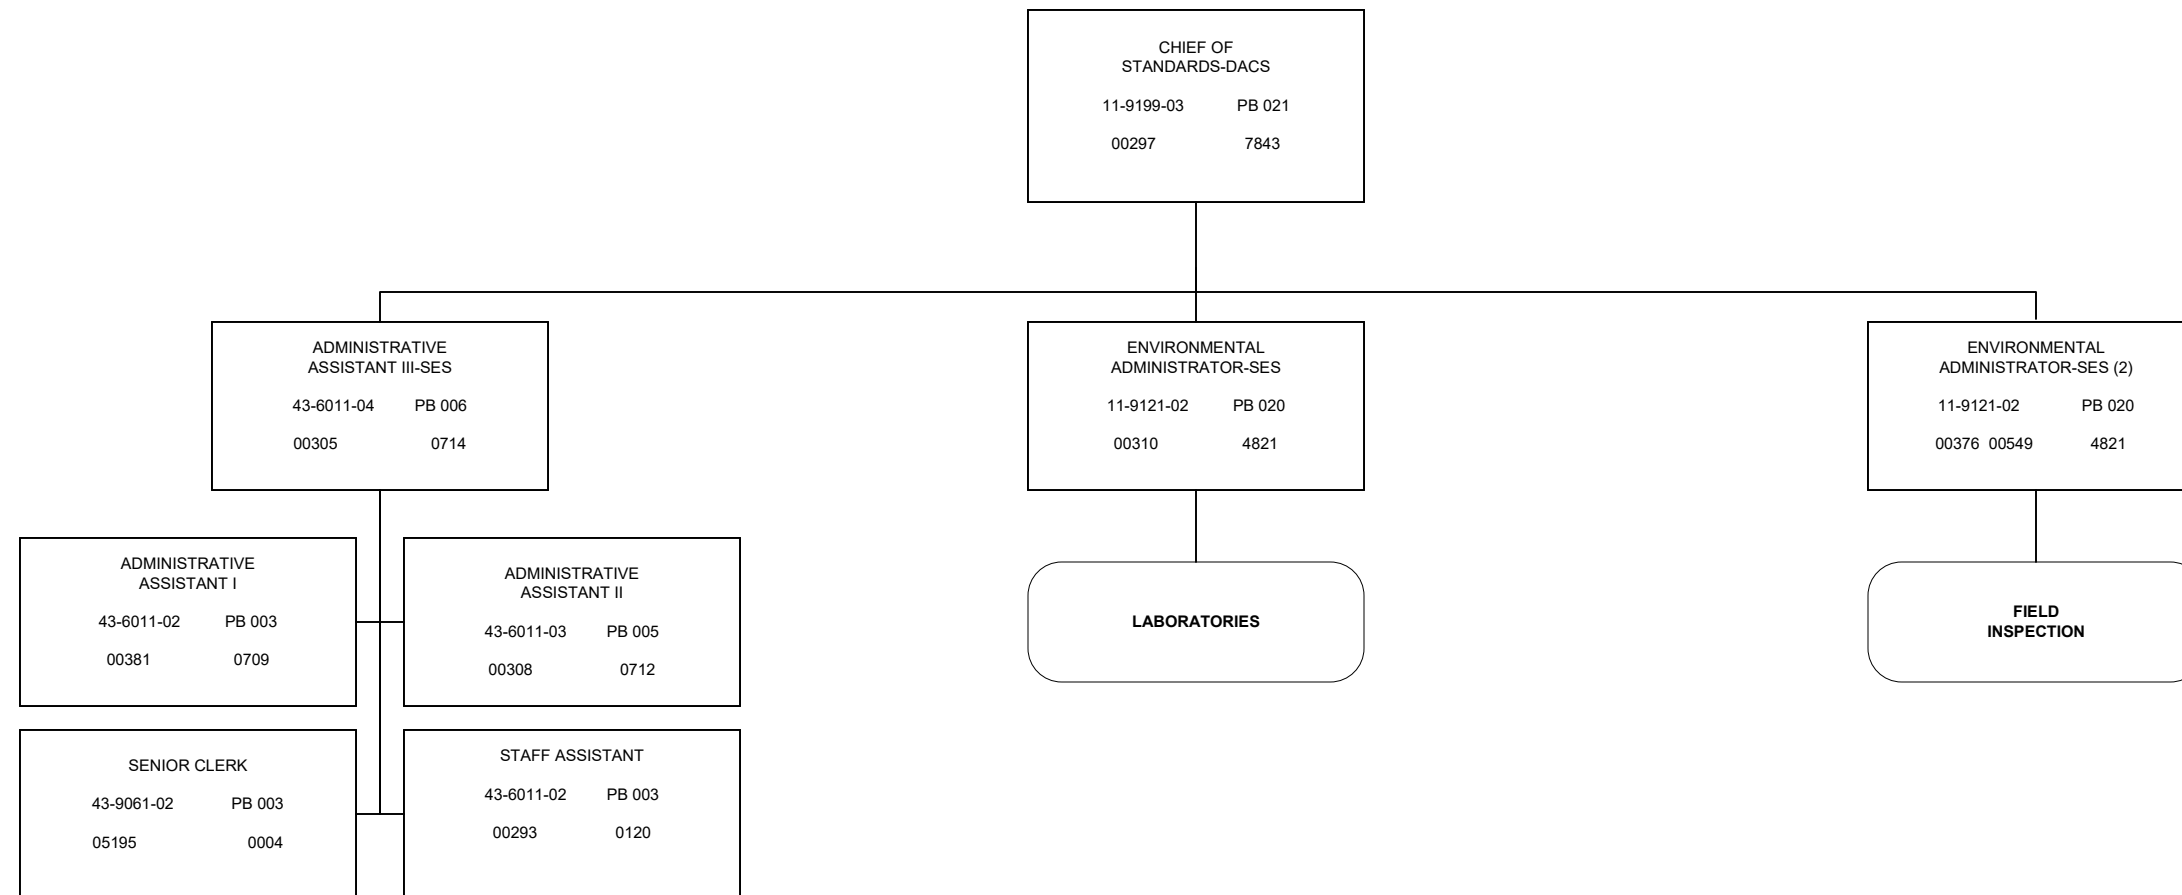 CHIEF OF
STANDARDS-DACS
11-9199-03 PB 021
00297 7843
ADMINISTRATIVE
ASSISTANT III-SES
43-6011-04 PB 006
00305 0714
ENVIRONMENTAL
ADMINISTRATOR-SES
11-9121-02 PB 020
00310 4821
ENVIRONMENTAL
ADMINISTRATOR-SES (2)
11-9121-02 PB 020
00376 00549 4821
ADMINISTRATIVE
ASSISTANT I
43-6011-02 PB 003
00381 0709
ADMINISTRATIVE
ASSISTANT II
43-6011-03 PB 005
00308 0712
LABORATORIES
FIELD
INSPECTION
SENIOR CLERK
43-9061-02 PB 003
05195 0004
STAFF ASSISTANT
43-6011-02 PB 003
00293 0120